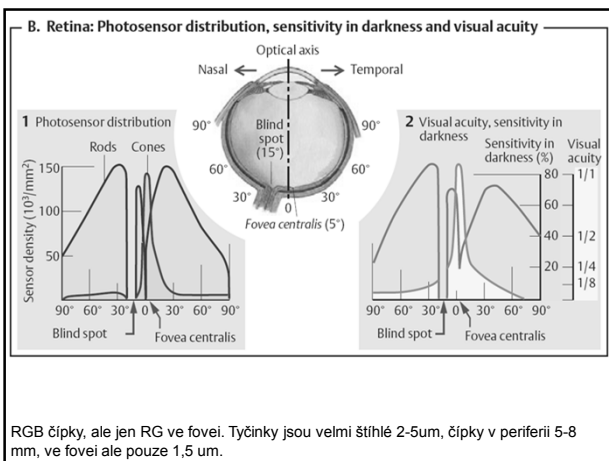 B. Retina: Photosensor distribution, sensitivity in darkness and visual acuity
Optical axis
Nasal ← → Temporal
90° 90°
Blind
spot
(15°)
60° 60°
30° 0 30°
Fovea centralis (5°)
1 Photosensor distribution
Rods Cones
Sensor density (10³/mm²)
150
100
50
90° 60° 30° 0 30° 60° 90°
Blind spot
Fovea centralis
2 Visual acuity, sensitivity in
darkness
Sensitivity in
darkness (%)
Visual
acuity
80 1/1
60
40 1/2
20 1/4
1/8
90° 60° 30° 0 30° 60° 90°
Blind spot
Fovea centralis
RGB čípky, ale jen RG ve fovei. Tyčinky jsou velmi štíhlé 2-5um, čípky v periferii 5-8
mm, ve fovei ale pouze 1,5 um.